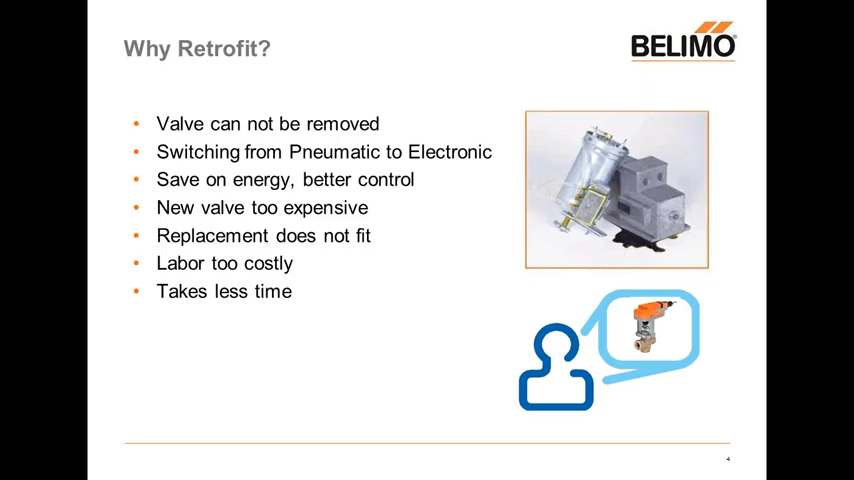 Why Retrofit?
BELIMO®
• Valve can not be removed
• Switching from Pneumatic to Electronic
• Save on energy, better control
• New valve too expensive
• Replacement does not fit
• Labor too costly
• Takes less time
4